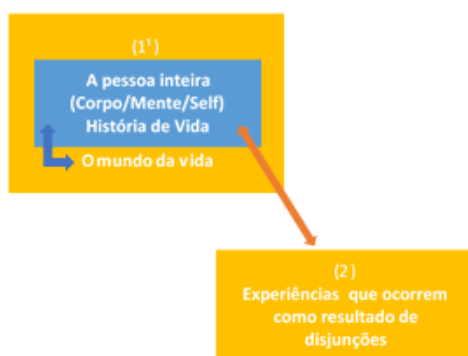 (1¹)
A pessoa inteira
(Corpo/Mente/Self)
História de Vida
O mundo da vida
(2)
Experiências que ocorrem
como resultado de
disjunções